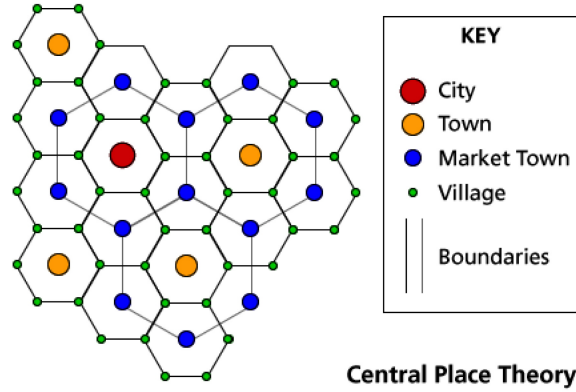 KEY
City
Town
Market Town
Village
Boundaries
Central Place Theory